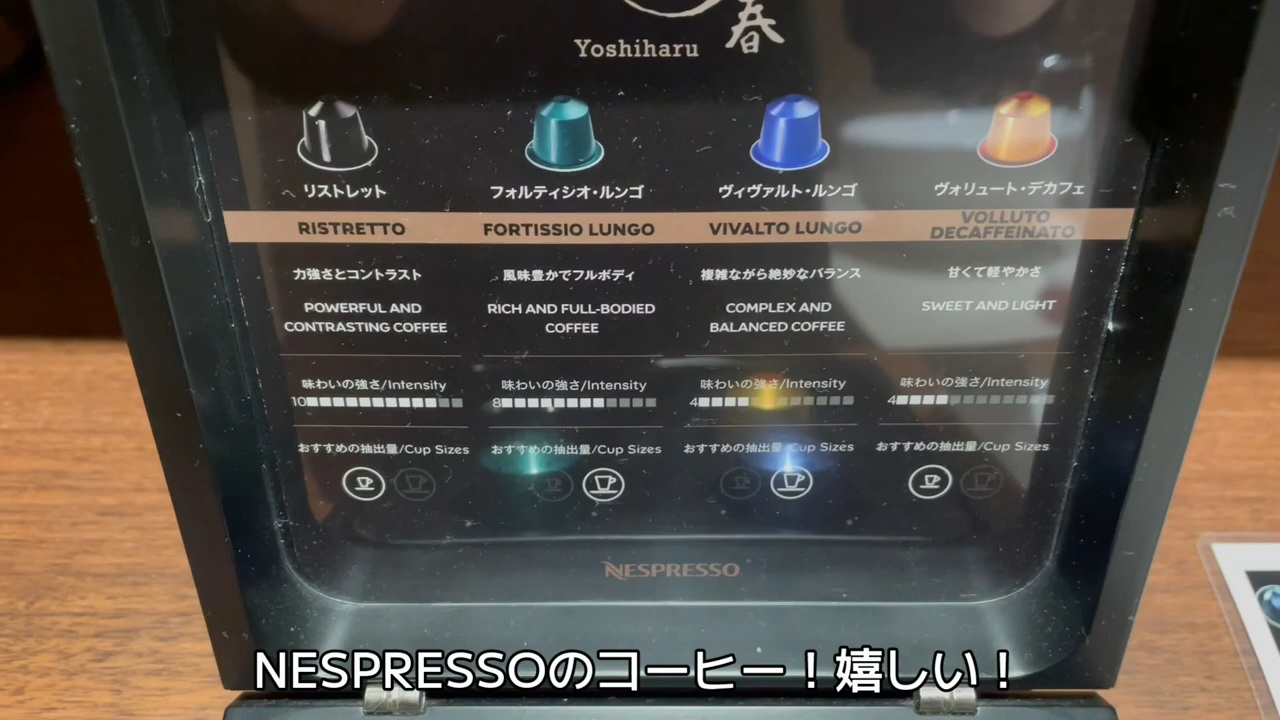 春
Yoshiharu
リストレット
フォルティシオ・ルンゴ
ヴィヴァルト・ルンゴ
ヴォリュート・デカフェ
RISTRETTO
FORTISSIO LUNGO
VIVALTO LUNGO
VOLLUTO
DECAFFEINATO
力強さとコントラスト
風味豊かでフルボディ
複雑ながら絶妙なバランス
甘くて軽やかさ
POWERFUL AND
CONTRASTING COFFEE
RICH AND FULL-BODIED
COFFEE
COMPLEX AND
BALANCED COFFEE
SWEET AND LIGHT
味わいの強さ/Intensity
味わいの強さ/Intensity
味わいの強さ/Intensity
味わいの強さ/Intensity
10
8
4
4
おすすめの抽出量/Cup Sizes
おすすめの抽出量/Cup Sizes
おすすめの抽出量/Cup Sizes
おすすめの抽出量/Cup Sizes
NESPRESSO
NESPRESSOのコーヒー！嬉しい！